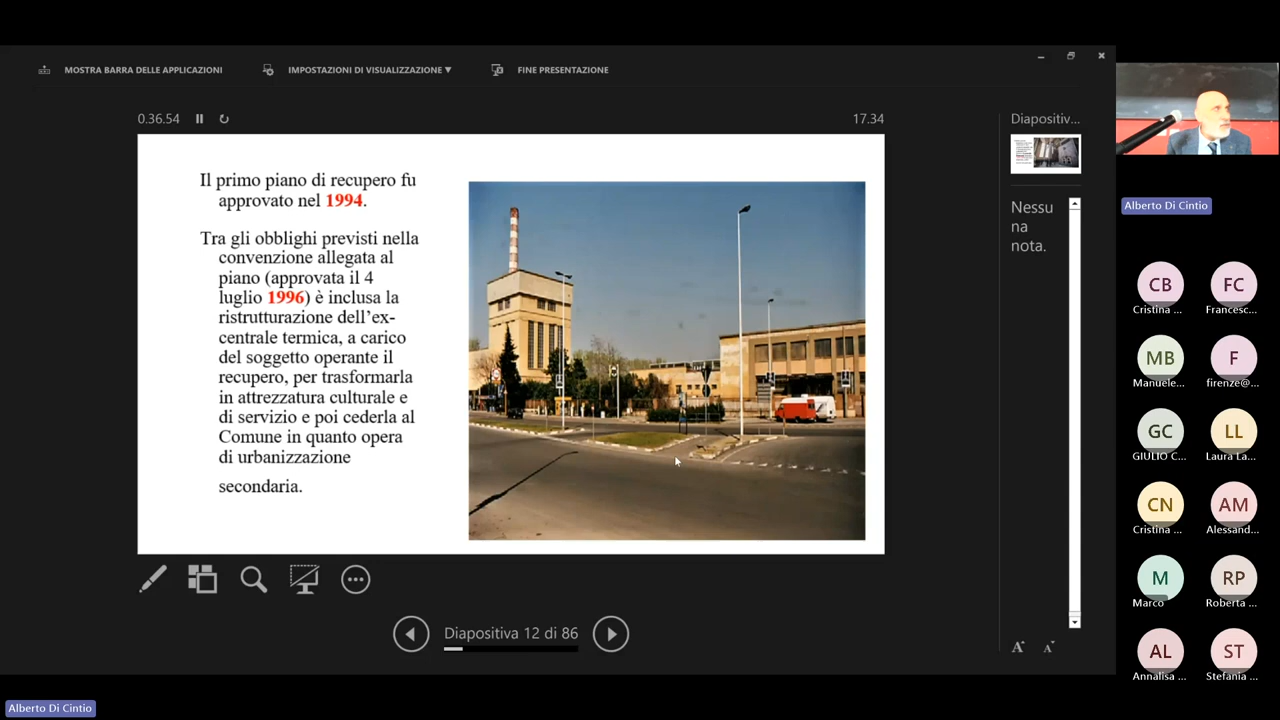 MOSTRA BARRA DELLE APPLICAZIONI
IMPOSTAZIONI DI VISUALIZZAZIONE ▼
FINE PRESENTAZIONE
0.36.54
17.34
Il primo piano di recupero fu
approvato nel 1994.
Tra gli obblighi previsti nella
convenzione allegata al
piano (approvata il 4
luglio 1996) è inclusa la
ristrutturazione dell'ex-
centrale termica, a carico
del soggetto operante il
recupero, per trasformarla
in attrezzatura culturale e
di servizio e poi cederla al
Comune in quanto opera
di urbanizzazione
secondaria.
Diapositiva 12 di 86
Diapositiv...
Nessu
na
nota.
A A
Alberto Di Cintio
CB FC
Cristina ... Francesc...
MB F
Manuele... firenze@...
GC LL
GIULIO C... Laura La...
CN AM
Cristina ... Alessand...
M RP
Marco Roberta ...
AL ST
Annalisa ... Stefania ...
Alberto Di Cintio